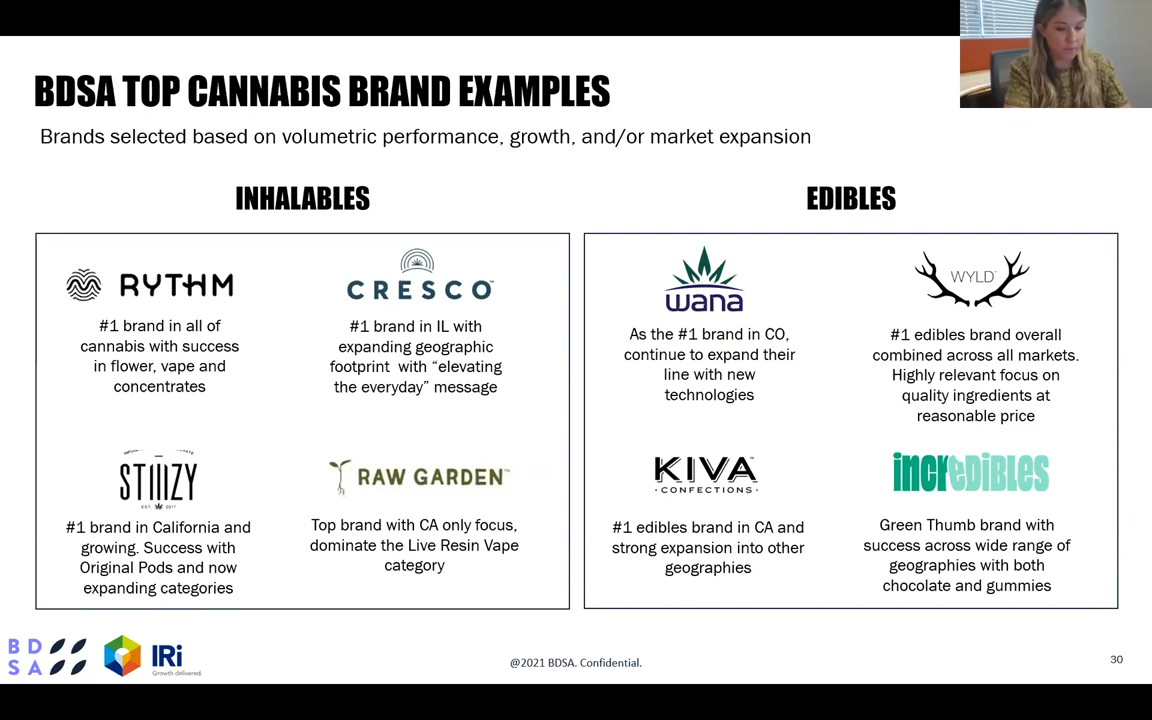 BDSA TOP CANNABIS BRAND EXAMPLES
Brands selected based on volumetric performance, growth, and/or market expansion
INHALABLES
RYTHM
#1 brand in all of
cannabis with success
in flower, vape and
concentrates
CRESCO™
#1 brand in IL with
expanding geographic
footprint with “elevating
the everyday” message
STIIIZY
EST. 2017
#1 brand in California and
growing. Success with
Original Pods and now
expanding categories
RAW GARDEN™
Top brand with CA only focus,
dominate the Live Resin Vape
category
EDIBLES
wana
As the #1 brand in CO,
continue to expand their
line with new
technologies
WYLD
#1 edibles brand overall
combined across all markets.
Highly relevant focus on
quality ingredients at
reasonable price
KIVA™
·CONFECTIONS·
#1 edibles brand in CA and
strong expansion into other
geographies
incredibles
Green Thumb brand with
success across wide range of
geographies with both
chocolate and gummies
BD
SA
IRi
Growth delivered.
@2021 BDSA. Confidential.
30